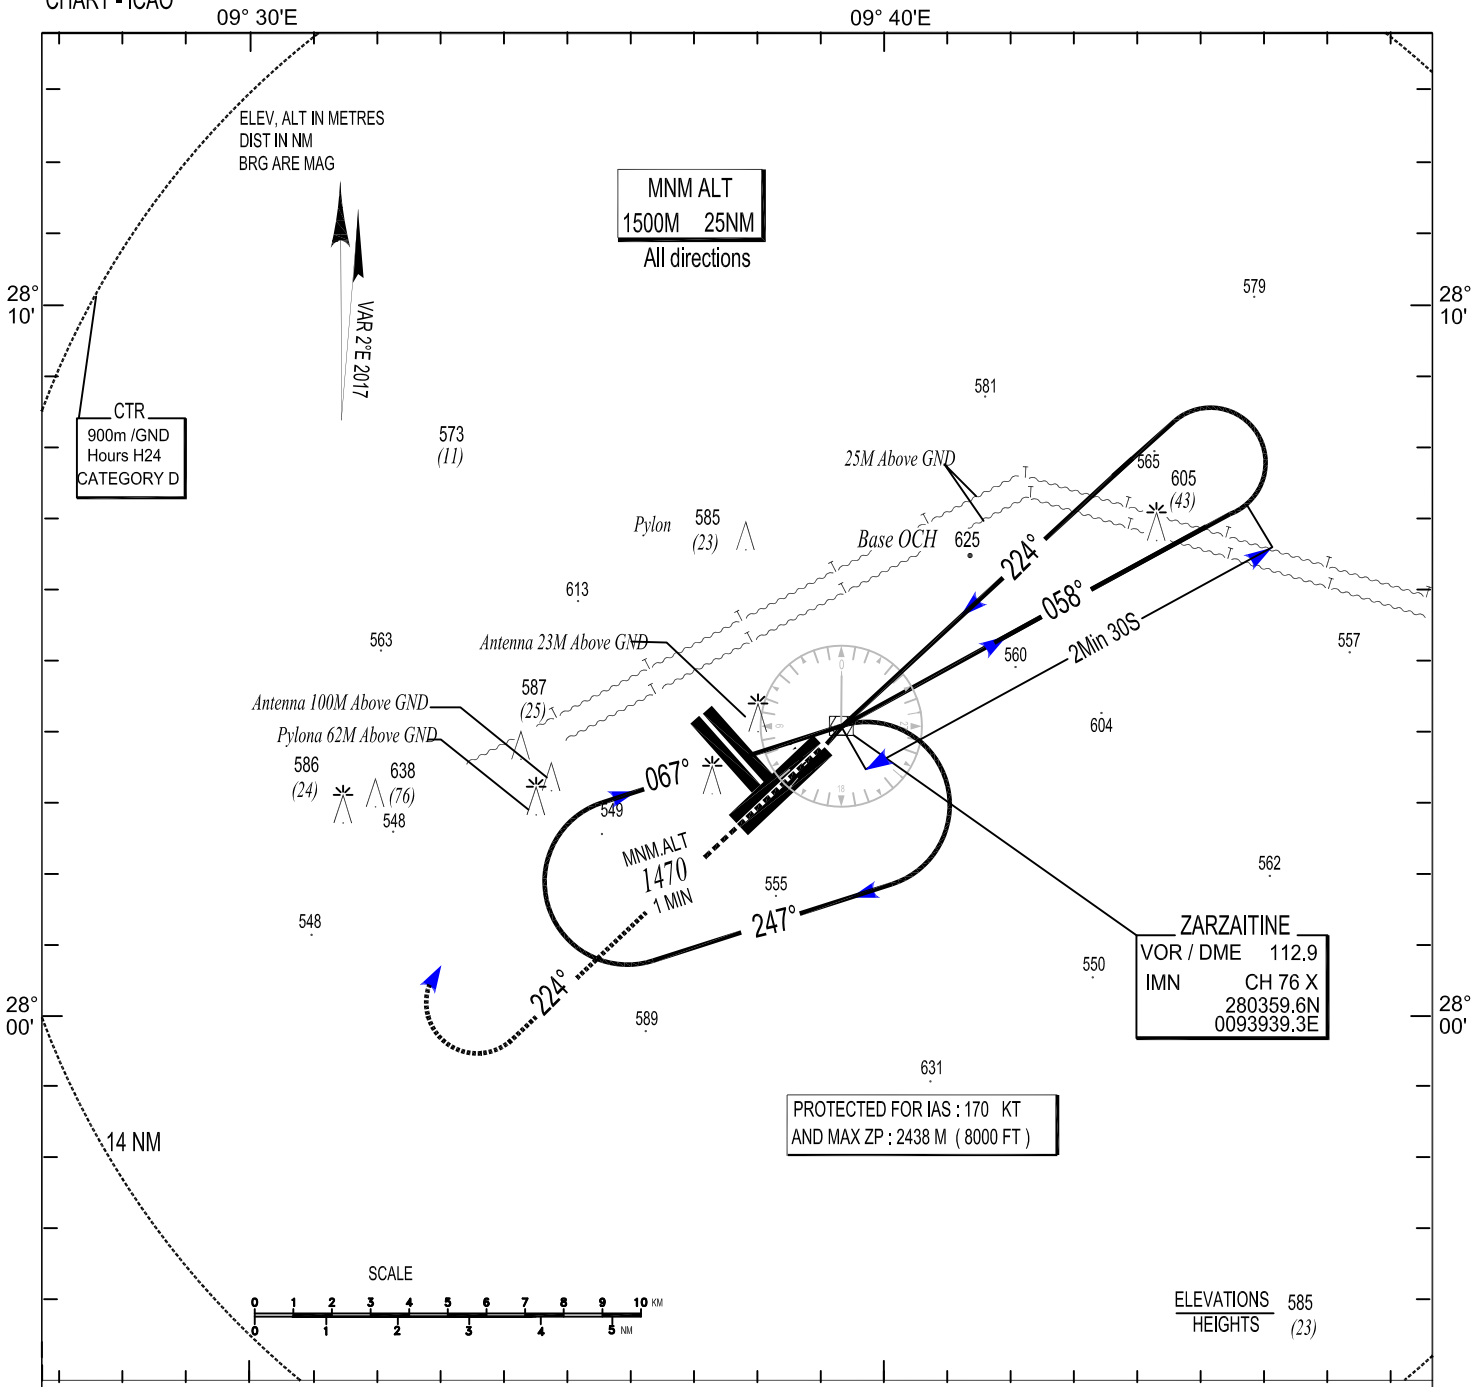 CHART - ICAO
09° 30'E
09° 40'E
ELEV, ALT IN METRES
DIST IN NM
BRG ARE MAG
MNM ALT
1500M 25NM
All directions
VAR 2°E 2017
28°
10'
28°
10'
579
CTR
900m /GND
Hours H24
CATEGORY D
581
573
(11)
25M Above GND
565
605
(43)
Pylon
585
(23)
Base OCH
625
224°
058°
613
2Min 30S
563
Antenna 23M Above GND
560
557
587
(25)
Antenna 100M Above GND
Pylona 62M Above GND
604
586
(24)
638
(76)
548
067°
549
0
6
18
MNM.ALT
1470
1 MIN
555
562
247°
548
ZARZAITINE
VOR / DME 112.9
IMN CH 76 X
280359.6N
0093939.3E
550
224°
28°
00'
28°
00'
589
631
PROTECTED FOR IAS : 170 KT
AND MAX ZP : 2438 M ( 8000 FT )
14 NM
SCALE
0 1 2 3 4 5 6 7 8 9 10 KM
0 1 2 3 4 5 NM
ELEVATIONS 585
HEIGHTS (23)